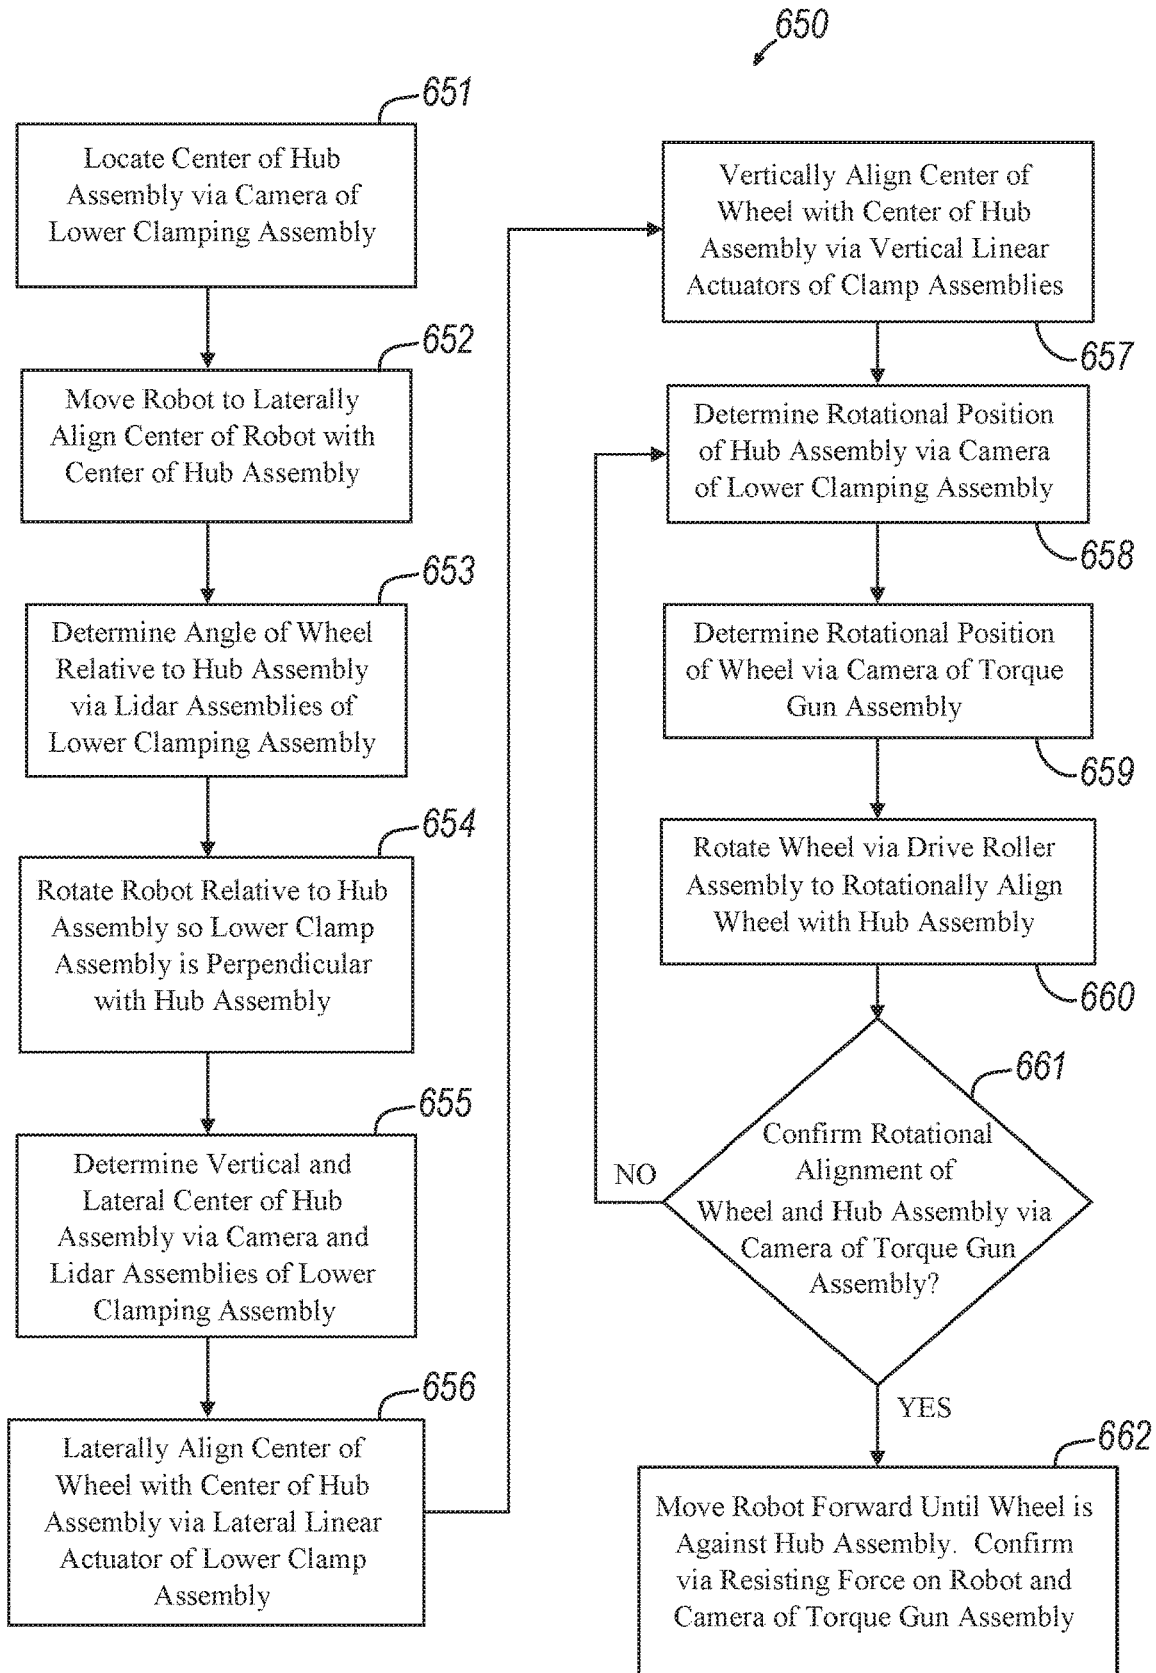 650
651
Locate Center of Hub
Assembly via Camera of
Lower Clamping Assembly
652
Move Robot to Laterally
Align Center of Robot with
Center of Hub Assembly
653
Determine Angle of Wheel
Relative to Hub Assembly
via Lidar Assemblies of
Lower Clamping Assembly
654
Rotate Robot Relative to Hub
Assembly so Lower Clamp
Assembly is Perpendicular
with Hub Assembly
655
Determine Vertical and
Lateral Center of Hub
Assembly via Camera and
Lidar Assemblies of Lower
Clamping Assembly
656
Laterally Align Center of
Wheel with Center of Hub
Assembly via Lateral Linear
Actuator of Lower Clamp
Assembly
Vertically Align Center of
Wheel with Center of Hub
Assembly via Vertical Linear
Actuators of Clamp Assemblies
657
Determine Rotational Position
of Hub Assembly via Camera
of Lower Clamping Assembly
658
Determine Rotational Position
of Wheel via Camera of Torque
Gun Assembly
659
Rotate Wheel via Drive Roller
Assembly to Rotationally Align
Wheel with Hub Assembly
660
661
Confirm Rotational
Alignment of
Wheel and Hub Assembly via
Camera of Torque Gun
Assembly?
NO
YES
662
Move Robot Forward Until Wheel is
Against Hub Assembly. Confirm
via Resisting Force on Robot and
Camera of Torque Gun Assembly